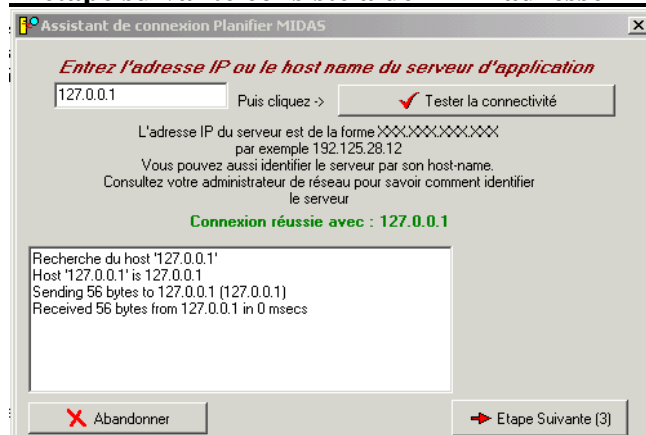 Assistant de connexion Planifier MIDAS
Entrez l'adresse IP ou le host name du serveur d'application
127.0.0.1
Puis cliquez ->
Tester la connectivité
L'adresse IP du serveur est de la forme XXX.XXX.XXX.XXX
par exemple 192.125.28.12
Vous pouvez aussi identifier le serveur par son host-name.
Consultez votre administrateur de réseau pour savoir comment identifier
le serveur
Connexion réussie avec : 127.0.0.1
Recherche du host '127.0.0.1'
Host '127.0.0.1' is 127.0.0.1
Sending 56 bytes to 127.0.0.1 (127.0.0.1)
Received 56 bytes from 127.0.0.1 in 0 msecs
Abandonner
Etape Suivante (3)